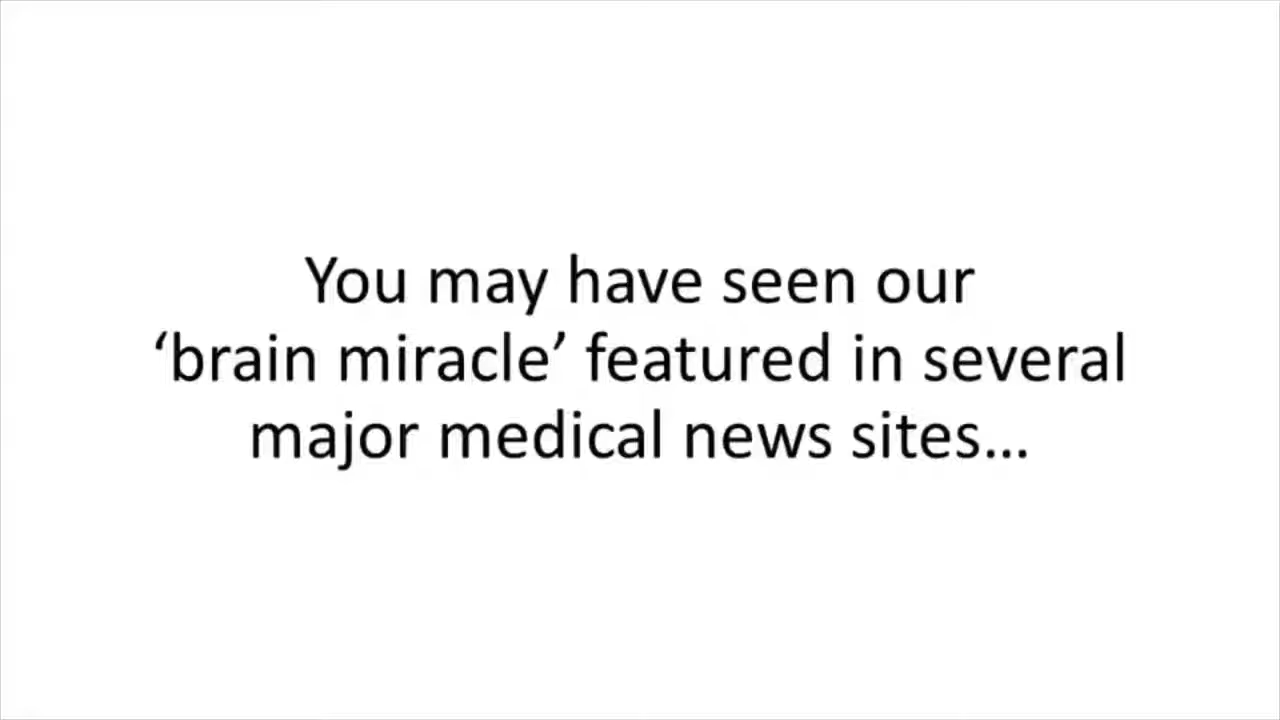 You may have seen our
‘brain miracle’ featured in several
major medical news sites...